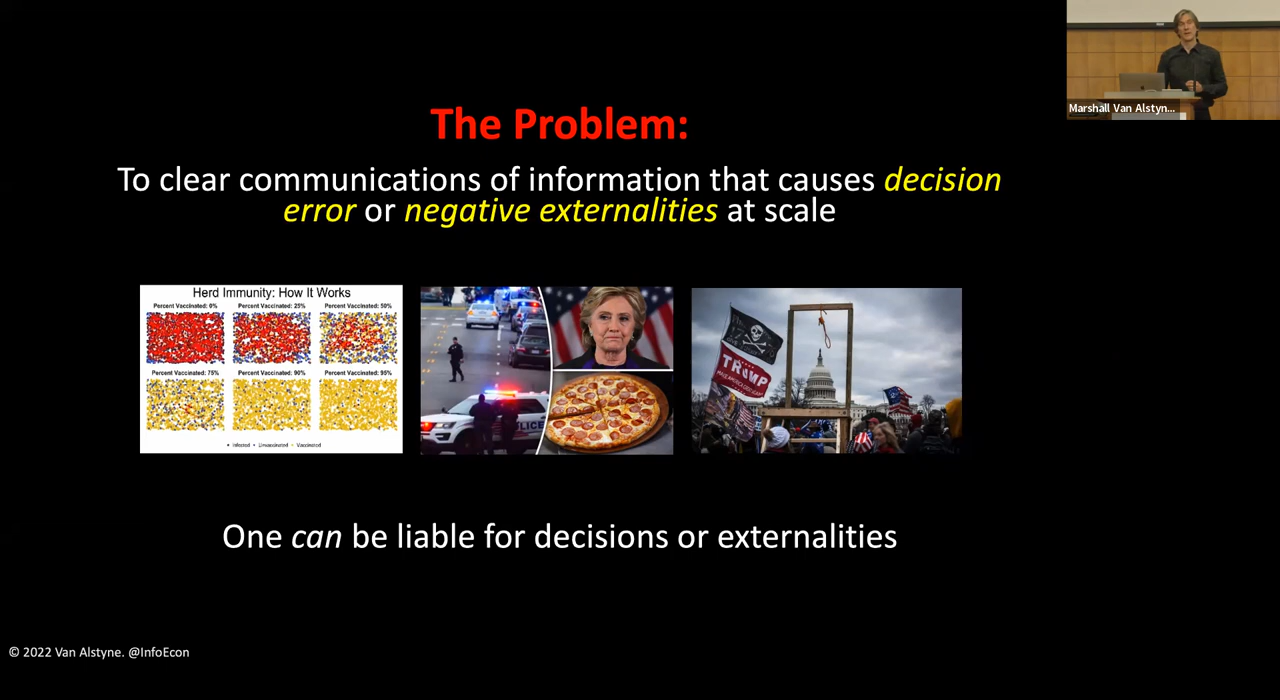 Marshall Van Alstyn...
The Problem:
To clear communications of information that causes decision
error or negative externalities at scale
Herd Immunity: How It Works
Percent Vaccinated: 0% Percent Vaccinated: 25% Percent Vaccinated: 50%
Percent Vaccinated: 75% Percent Vaccinated: 90% Percent Vaccinated: 95%
• Infected • Unvaccinated • Vaccinated
TRUMP
One can be liable for decisions or externalities
© 2022 Van Alstyne. @InfoEcon